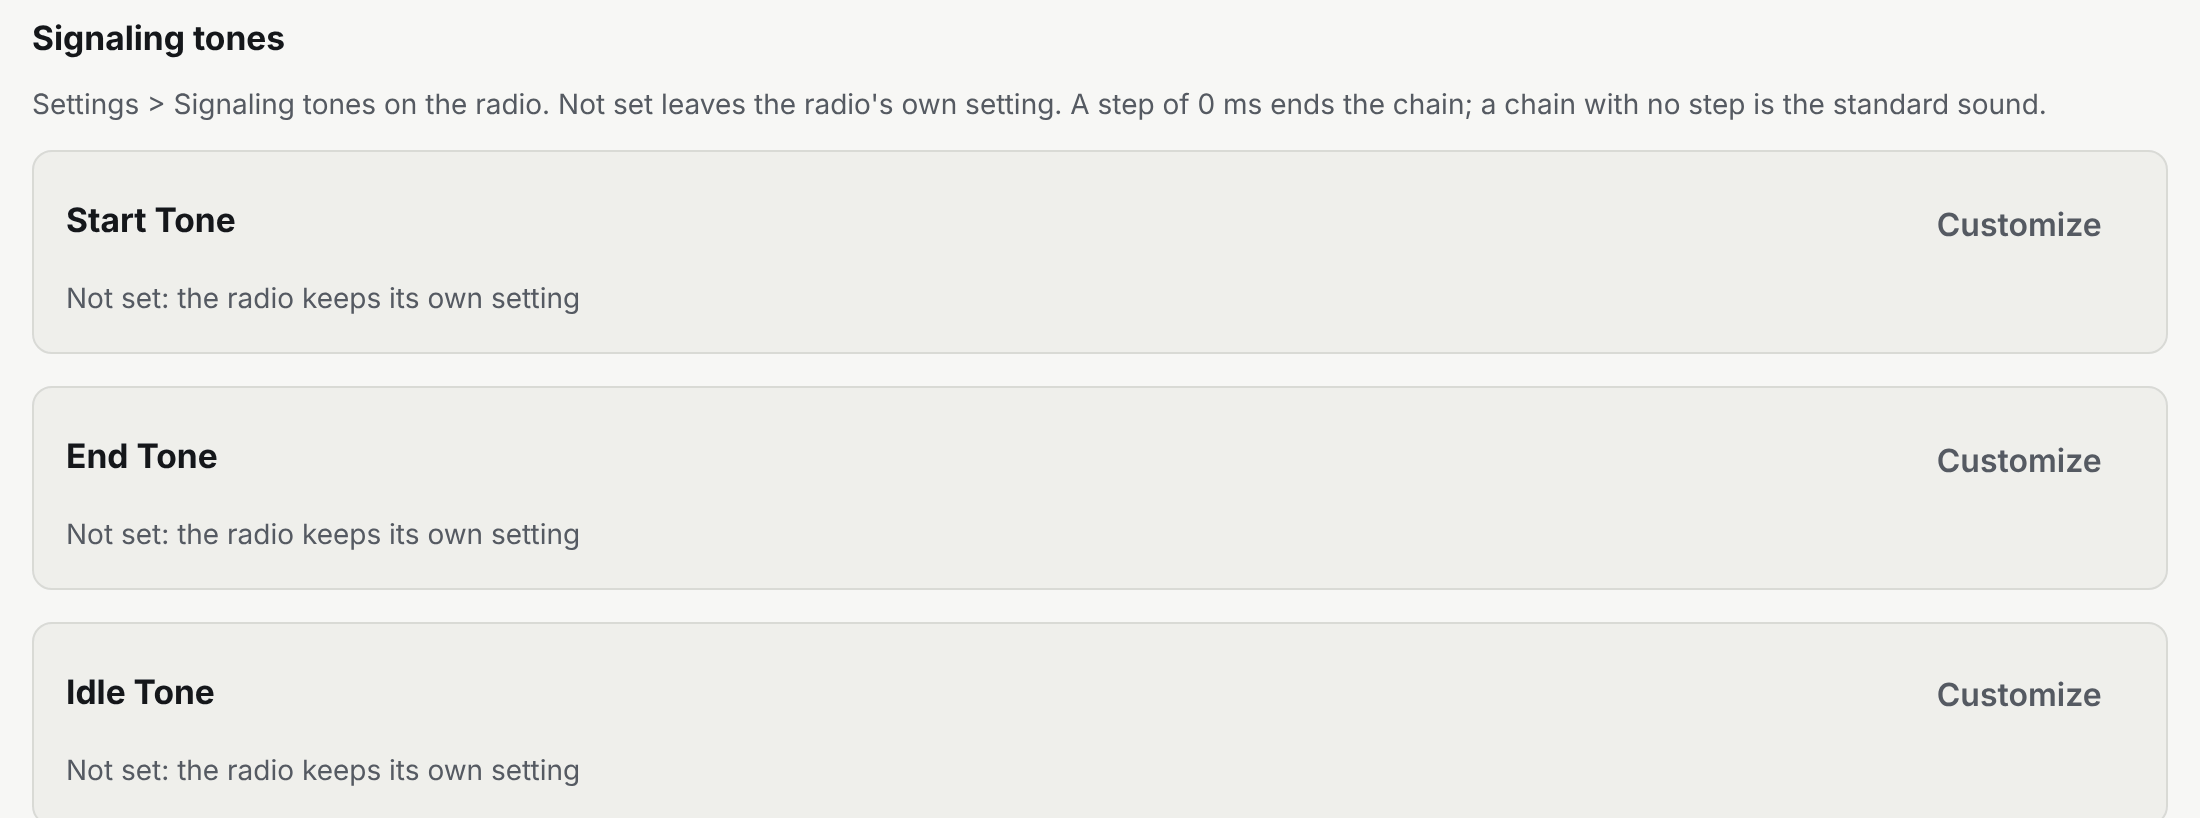 Signaling tones
Settings > Signaling tones on the radio. Not set leaves the radio's own setting. A step of 0 ms ends the chain; a chain with no step is the standard sound.
Start Tone
Customize
Not set: the radio keeps its own setting
End Tone
Customize
Not set: the radio keeps its own setting
Idle Tone
Customize
Not set: the radio keeps its own setting